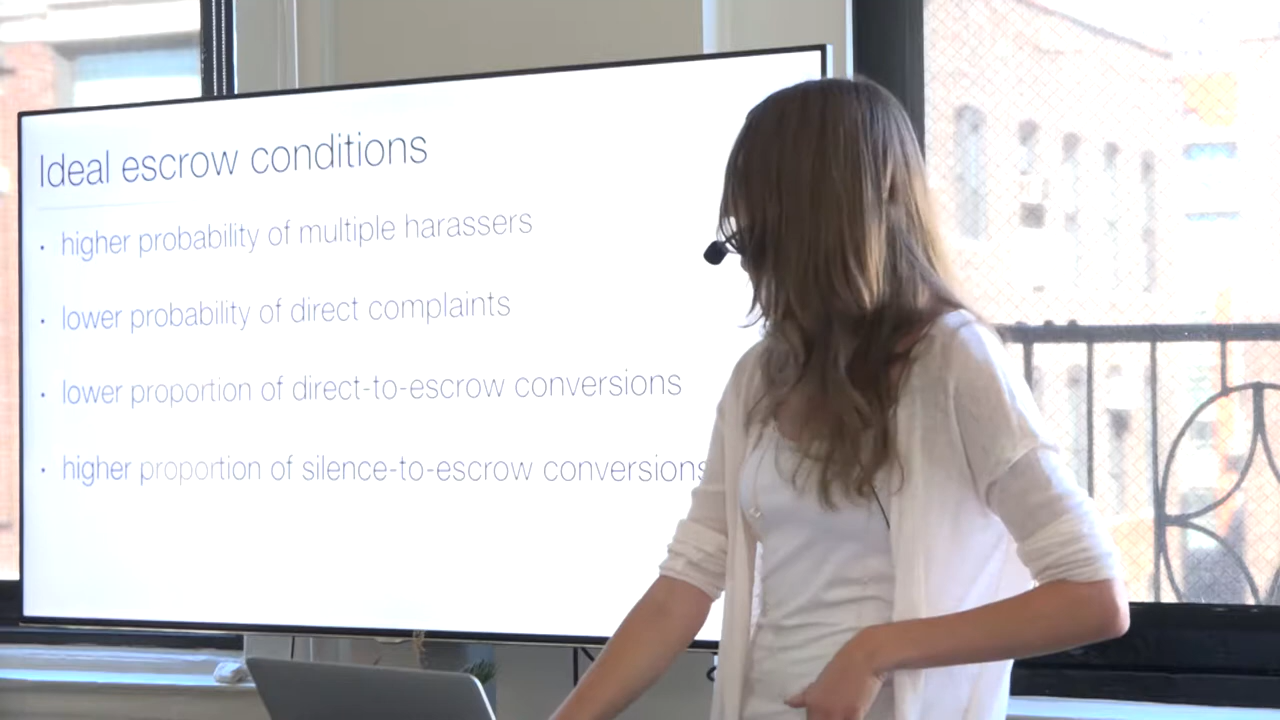 Ideal escrow conditions
• higher probability of multiple harassers
• lower probability of direct complaints
• lower proportion of direct-to-escrow conversions
• higher proportion of silence-to-escrow conversions